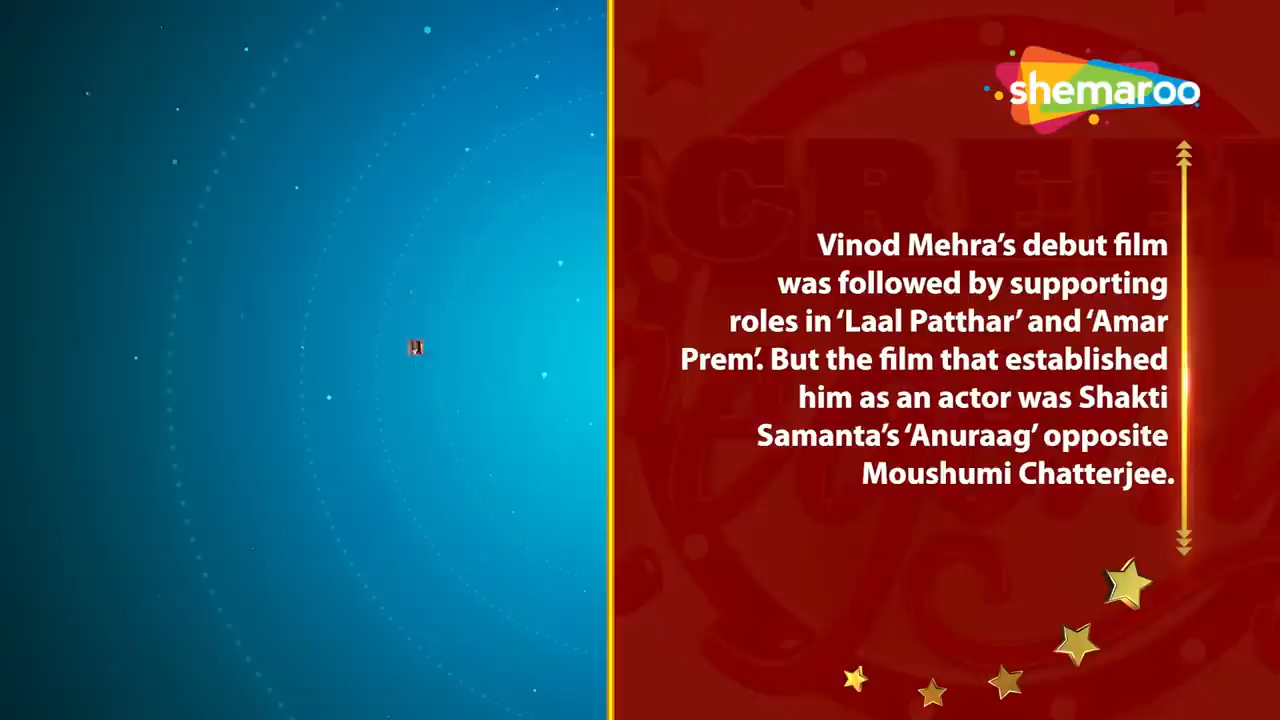 shemaroo
Vinod Mehra’s debut film
was followed by supporting
roles in ‘Laal Patthar’ and ‘Amar
Prem’. But the film that established
him as an actor was Shakti
Samanta’s ‘Anuraag’ opposite
Moushumi Chatterjee.